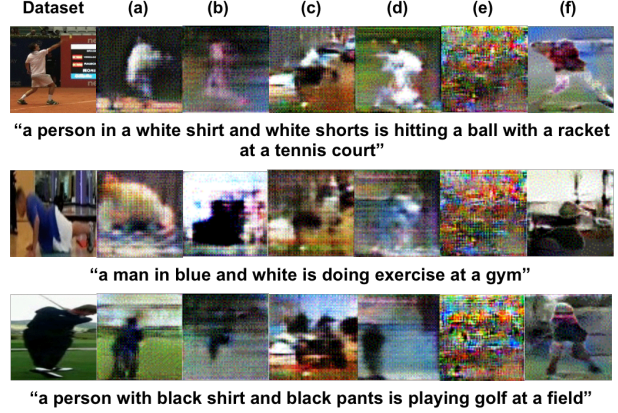 Dataset (a) (b) (c) (d) (e) (f)
“a person in a white shirt and white shorts is hitting a ball with a racket
at a tennis court”
“a man in blue and white is doing exercise at a gym”
“a person with black shirt and black pants is playing golf at a field”